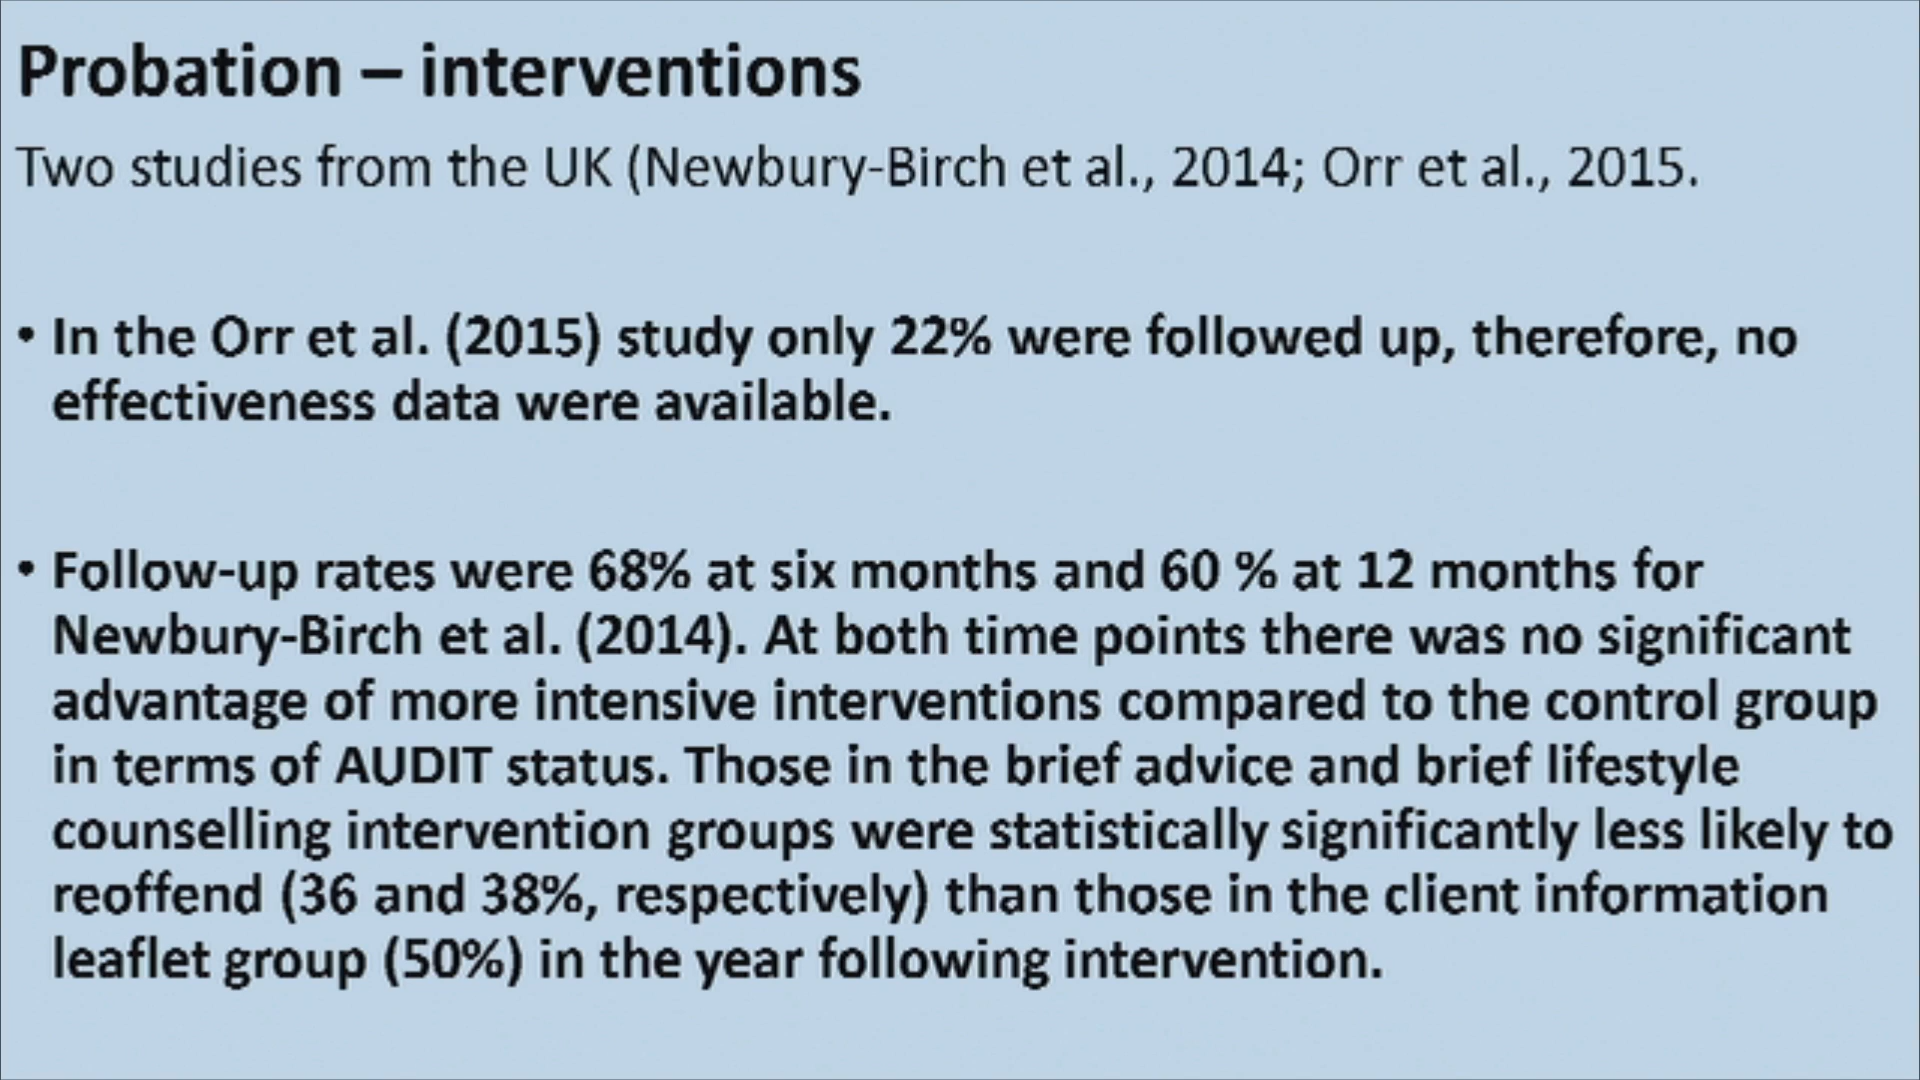 Probation – interventions
Two studies from the UK (Newbury-Birch et al., 2014; Orr et al., 2015.
• In the Orr et al. (2015) study only 22% were followed up, therefore, no
effectiveness data were available.
• Follow-up rates were 68% at six months and 60 % at 12 months for
Newbury-Birch et al. (2014). At both time points there was no significant
advantage of more intensive interventions compared to the control group
in terms of AUDIT status. Those in the brief advice and brief lifestyle
counselling intervention groups were statistically significantly less likely to
reoffend (36 and 38%, respectively) than those in the client information
leaflet group (50%) in the year following intervention.